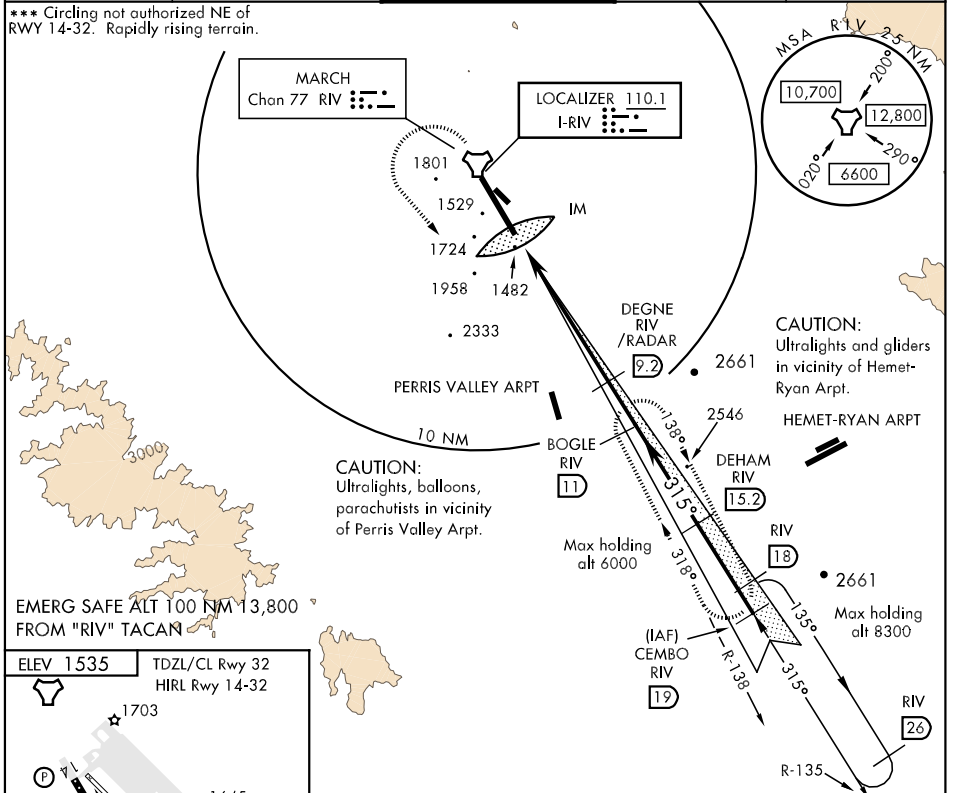 *** Circling not authorized NE of
RWY 14-32. Rapidly rising terrain.
MARCH
Chan 77 RIV
LOCALIZER 110.1
I-RIV
MSA RIV 25 NM
200°
10,700
12,800
290°
020°
6600
1801
1529
IM
1724
1958
1482
2333
DEGNE
RIV
/RADAR
9.2
2661
CAUTION:
Ultralights and gliders
in vicinity of Hemet-
Ryan Arpt.
PERRIS VALLEY ARPT
138°
2546
HEMET-RYAN ARPT
10 NM
BOGLE
RIV
11
3000
CAUTION:
Ultralights, balloons,
parachutists in vicinity
of Perris Valley Arpt.
DEHAM
RIV
15.2
315°
Max holding
alt 6000
318°
RIV
18
2661
135°
Max holding
alt 8300
EMERG SAFE ALT 100 NM 13,800
FROM "RIV" TACAN
(IAF)
CEMBO
RIV
19
R-138
315°
RIV
26
R-135
ELEV 1535
TDZL/CL Rwy 32
HIRL Rwy 14-32
1703
P
14